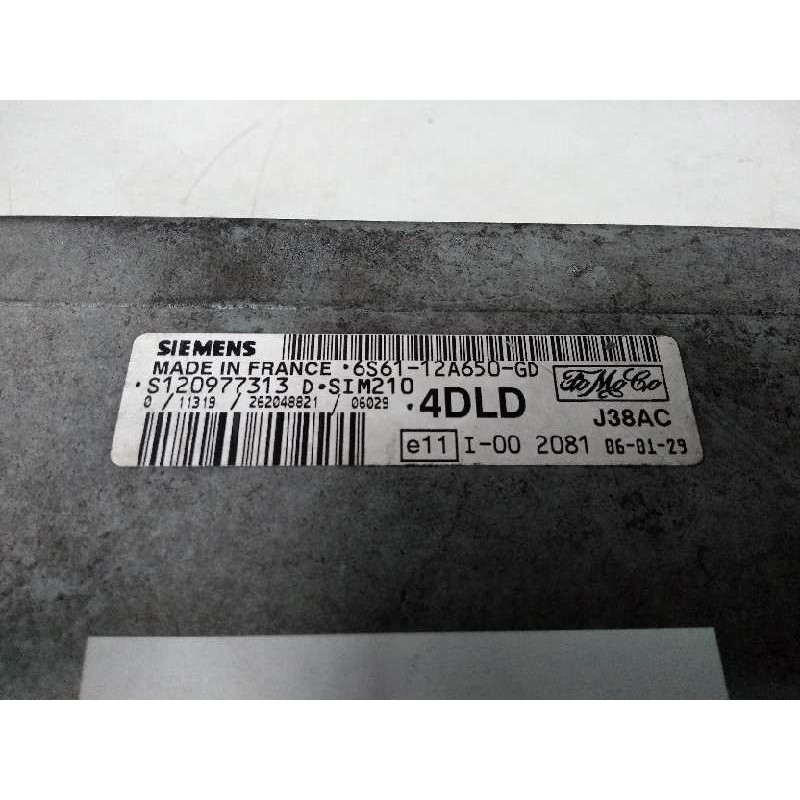 SIEMENS
MADE IN FRANCE · 6S61-12A650-GD
· S120977313 D · SIM210
0 / 11319 / 262048821 / 06029
· 4DLD
FoMoCo
J38AC
e11 I-00 2081 06-01-29